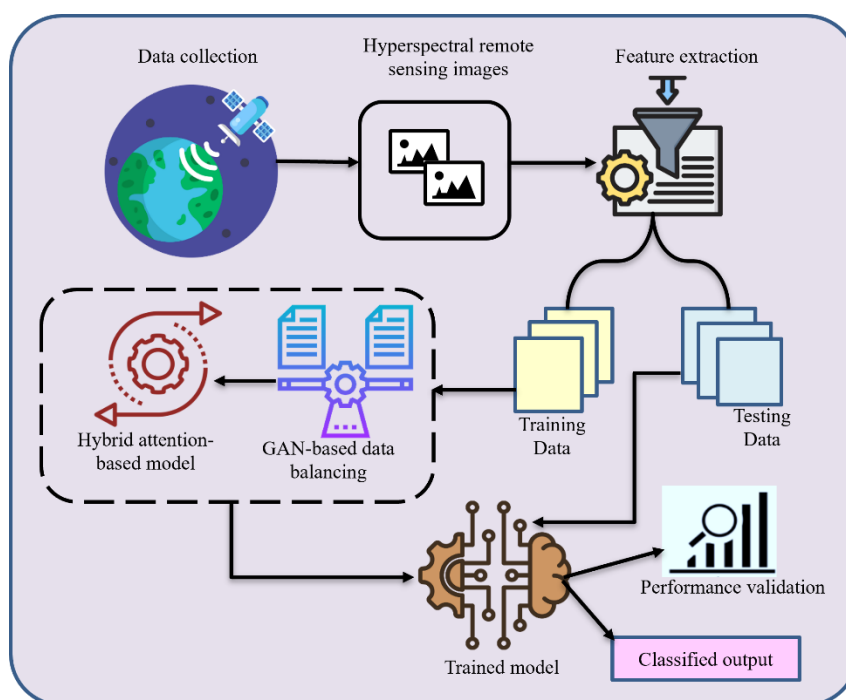 Data collection
Hyperspectral remote
sensing images
Feature extraction
Hybrid attention-
based model
GAN-based data
balancing
Training
Data
Testing
Data
Trained model
Performance validation
Classified output